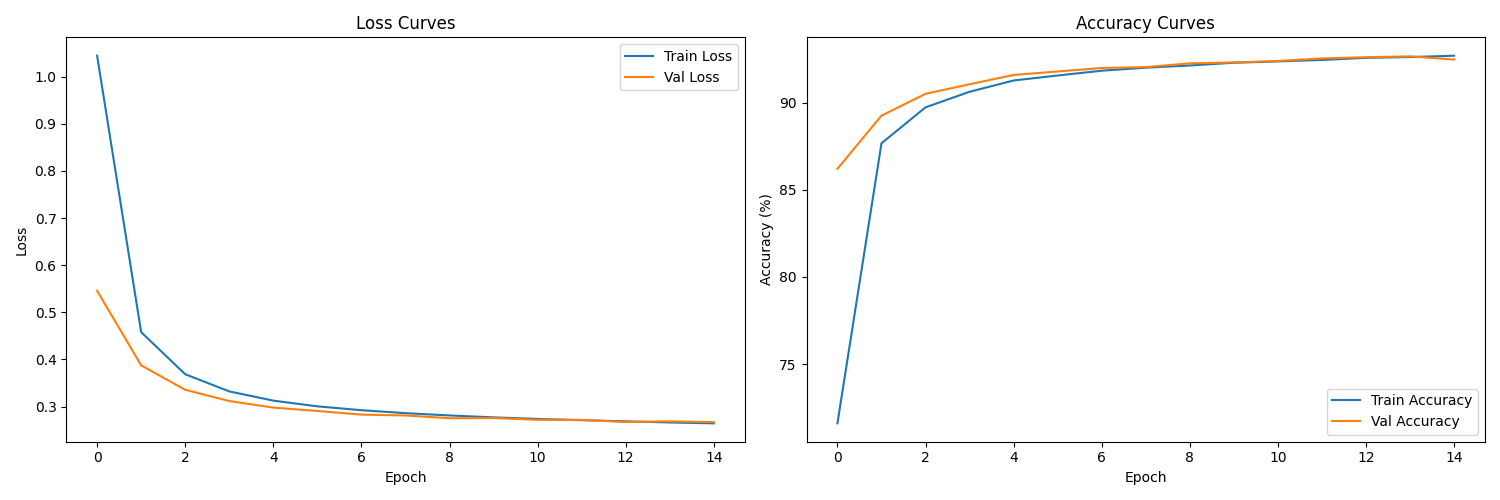 Loss Curves
Train Loss
Val Loss
1.0
0.9
0.8
0.7
0.6
0.5
0.4
0.3
Loss
0 2 4 6 8 10 12 14
Epoch
Accuracy Curves
90
85
80
75
Accuracy (%)
Train Accuracy
Val Accuracy
0 2 4 6 8 10 12 14
Epoch